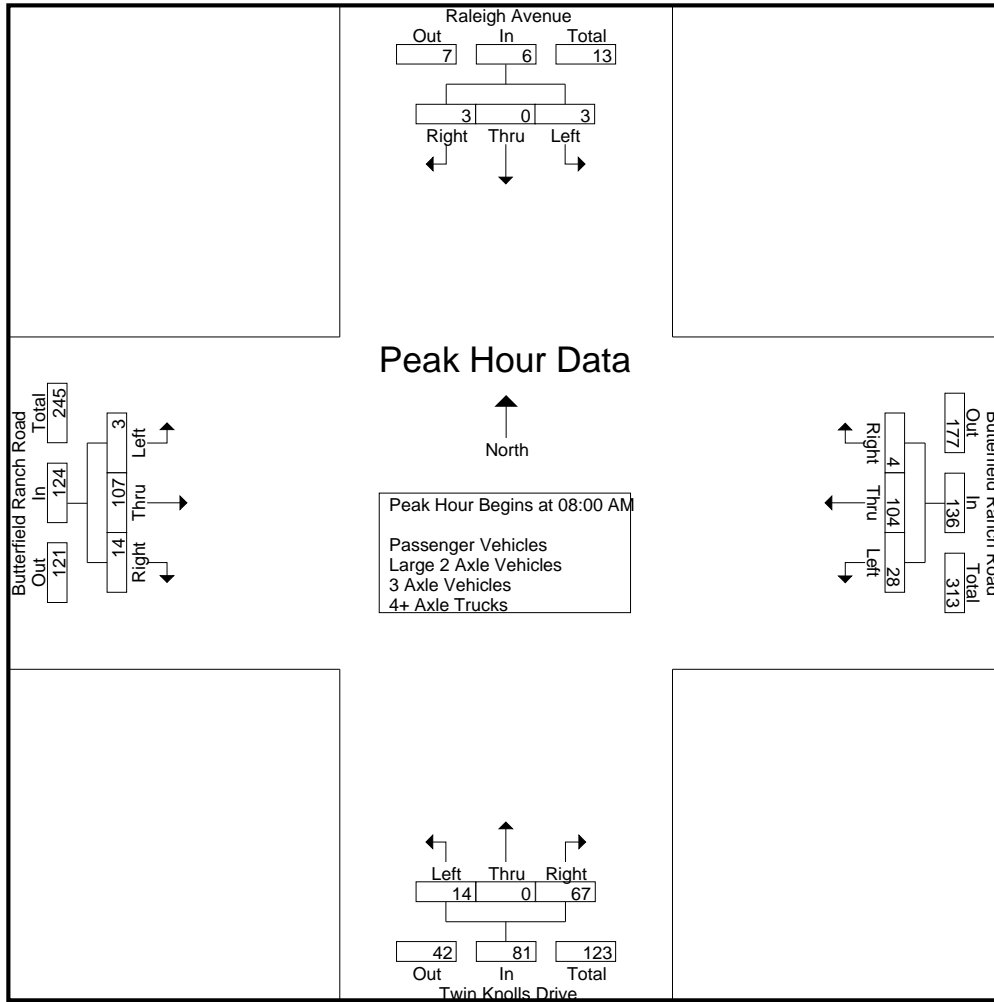 Raleigh Avenue
Out In Total
7 6 13
3 0 3
Right Thru Left
Peak Hour Data
North
Peak Hour Begins at 08:00 AM
Passenger Vehicles
Large 2 Axle Vehicles
3 Axle Vehicles
4+ Axle Trucks
Butterfield Ranch Road
Out In Total
121 124 245
3 107 14
Left Thru Right
Butterfield Ranch Road
Out In Total
177 136 313
4 104 28
Right Thru Left
Left Thru Right
14 0 67
42 81 123
Out In Total
Twin Knolls Drive